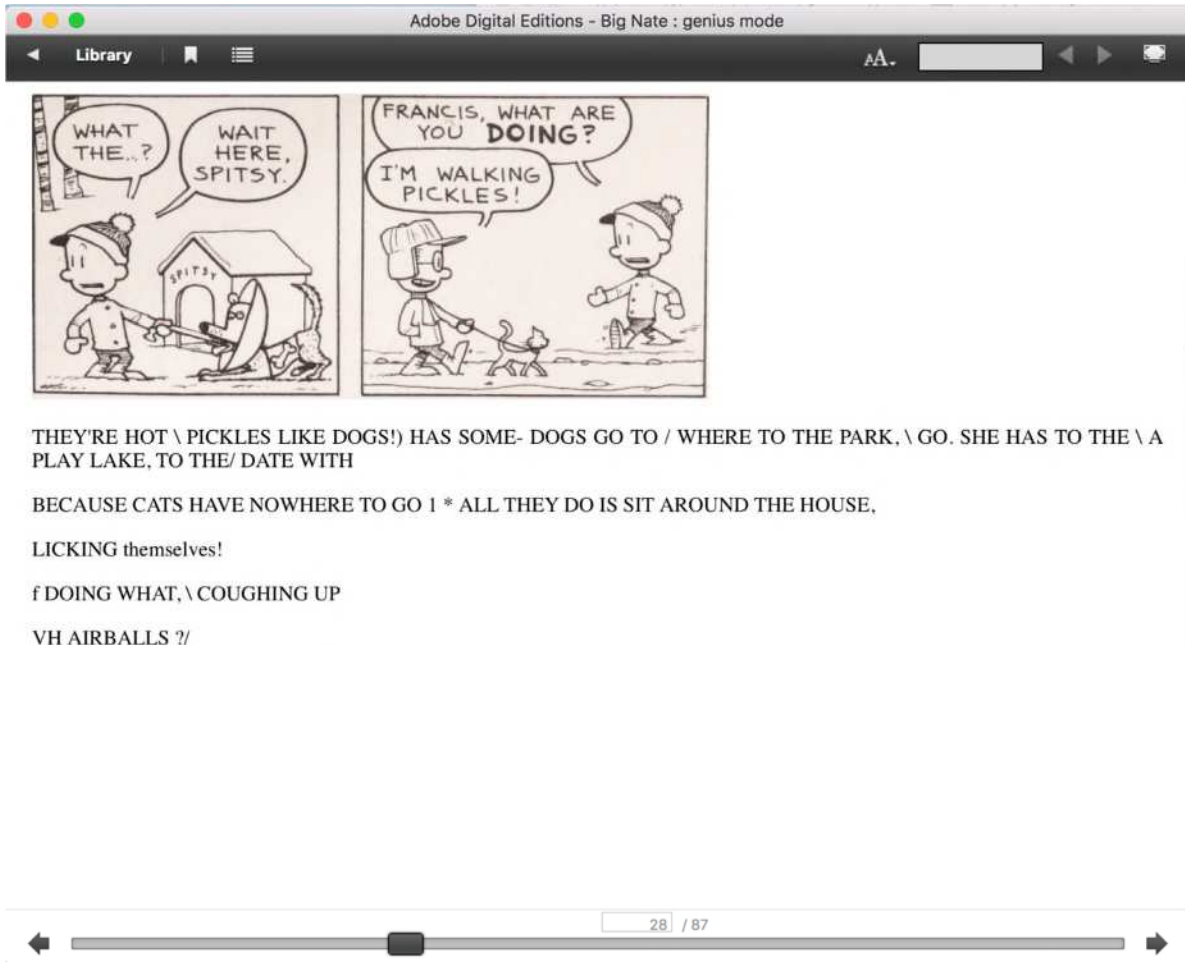 Adobe Digital Editions - Big Nate : genius mode
Library
AA
WHAT
THE..?
WAIT
HERE,
SPITSY.
SPITSY
FRANCIS, WHAT ARE
YOU DOING?
I'M WALKING
PICKLES!
THEY'RE HOT \ PICKLES LIKE DOGS!) HAS SOME- DOGS GO TO / WHERE TO THE PARK, \ GO. SHE HAS TO THE \ A
PLAY LAKE, TO THE/ DATE WITH
BECAUSE CATS HAVE NOWHERE TO GO 1 * ALL THEY DO IS SIT AROUND THE HOUSE,
LICKING themselves!
f DOING WHAT, \ COUGHING UP
VH AIRBALLS ?/
28 / 87